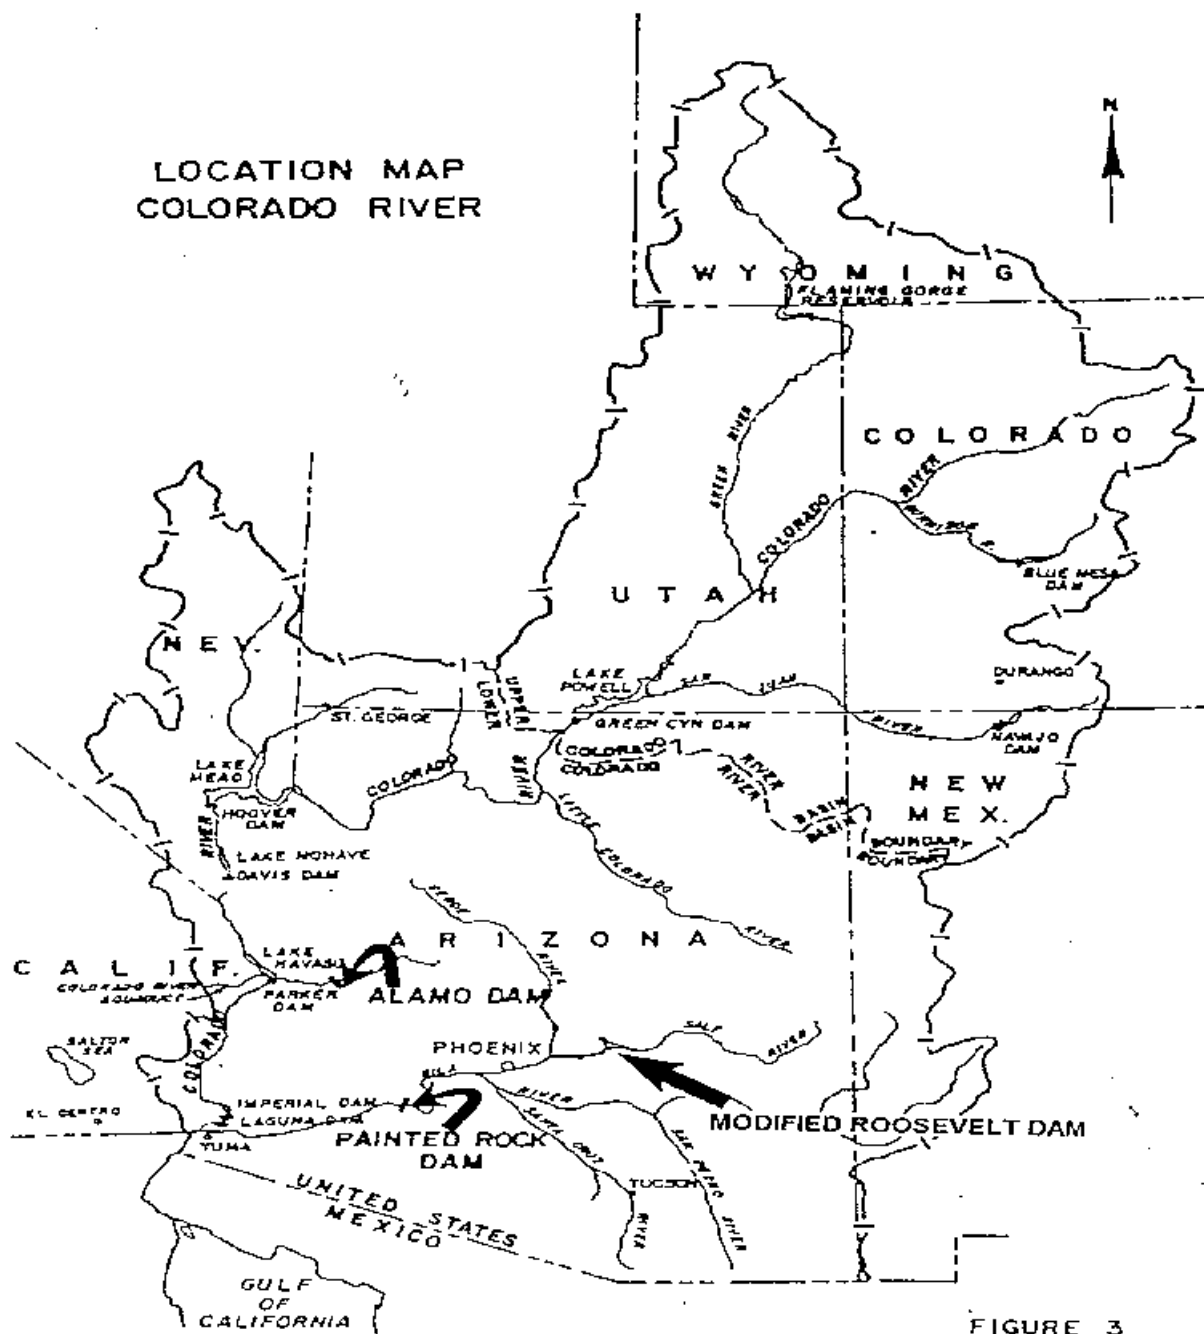 LOCATION MAP
COLORADO RIVER
N
WYOMING
FLAMING GORGE
RESERVOIR
COLORADO
GREEN RIVER
COLORADO RIVER
GUNNISON R.
BLUE MESA
DAM
UTAH
NEV.
LAKE
POWELL
SAN JUAN RIVER
DURANGO
UPPER
LOWER
ST. GEORGE
GREEN CYN DAM
NAVAJO
DAM
COLORADO RIVER BASIN BOUNDARY
COLORADO RIVER BASIN BOUNDARY
NEW
MEX.
LAKE
MEAD
COLORADO RIVER
HOOVER
DAM
RIVER
LAKE MOHAVE
DAVIS DAM
LITTLE COLORADO RIVER
VERDE RIVER
ARIZONA
CALIF.
LAKE
HAVASU
COLORADO RIVER
AQUADUCT
PARKER
DAM
ALAMO DAM
COLORADO
SALTON
SEA
PHOENIX
SALT RIVER
GILA
RIVER
EL CENTRO
IMPERIAL DAM
LAGUNA DAM
MODIFIED ROOSEVELT DAM
PAINTED ROCK
DAM
YUMA
SANTA CRUZ
RIVER
SAN PEDRO RIVER
TUCSON
UNITED STATES
MEXICO
GULF
OF
CALIFORNIA
FIGURE 3